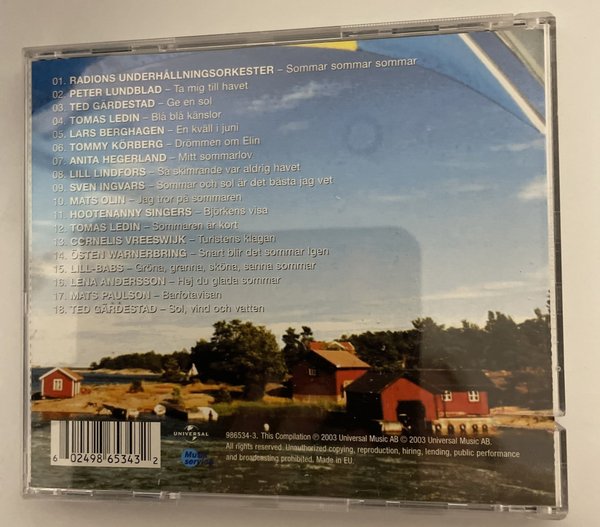 01. RADIONS UNDERHÅLLNINGSORKESTER – Sommar sommar sommar
02. PETER LUNDBLAD – Ta mig till havet
03. TED GÄRDESTAD – Ge en sol
04. TOMAS LEDIN – Blå blå känslor
05. LARS BERGHAGEN – En kväll i juni
06. TOMMY KÖRBERG – Drömmen om Elin
07. ANITA HEGERLAND – Mitt sommarlov
08. LILL LINDFORS – Så skimrande var aldrig havet
09. SVEN INGVARS – Sommar och sol är det bästa jag vet
10. MATS OLIN – Jag tror på sommaren
11. HOOTENANNY SINGERS – Björkens visa
12. TOMAS LEDIN – Sommaren är kort
13. CORNELIS VREESWIJK – Turistens klagan
14. ÖSTEN WARNERBRING – Snart blir det sommar igen
15. LILL-BABS – Gröna, granna, sköna, sanna sommar
16. LENA ANDERSSON – Hej du glada sommar
17. MATS PAULSON – Barfotavisan
18. TED GÄRDESTAD – Sol, vind och vatten
UNIVERSAL
Musik
service
986534-3. This Compilation ℗ 2003 Universal Music AB © 2003 Universal Music AB.
All rights reserved. Unauthorized copying, reproduction, hiring, lending, public performance
and broadcasting prohibited. Made in EU.
6 02498 65343 2